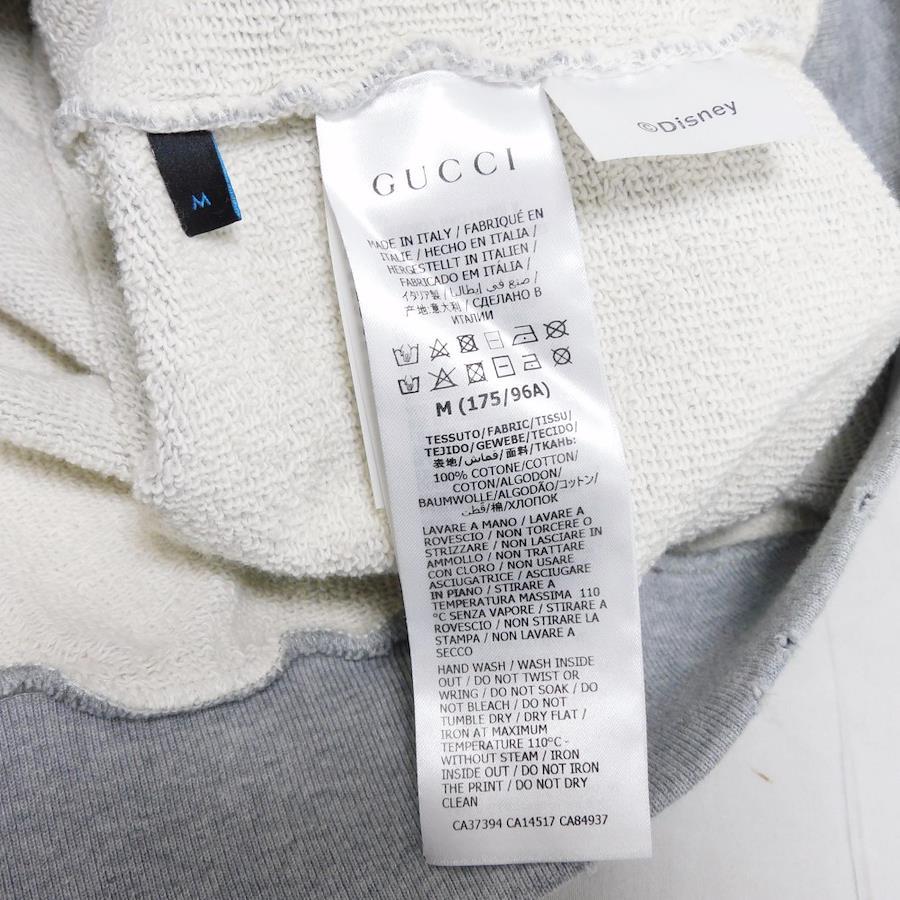 M
GUCCI
©Disney
MADE IN ITALY / FABRIQUÉ EN
ITALIE / HECHO EN ITALIA /
HERGESTELLT IN ITALIEN /
FABRICADO EM ITÁLIA /
イタリア製 / صنع في إيطاليا /
产地:意大利 / СДЕЛАНО В
ИТАЛИИ
M (175/96A)
TESSUTO/FABRIC/TISSU/
TEJIDO/GEWEBE/TECIDO/
表地/قماش/面料/ТКАНЬ:
100% COTONE/COTTON/
COTON/ALGODON/
BAUMWOLLE/ALGODÃO/コットン/
قطن/棉/ХЛОПОК
LAVARE A MANO / LAVARE A
ROVESCIO / NON TORCERE O
STRIZZARE / NON LASCIARE IN
AMMOLLO / NON TRATTARE
CON CLORO / NON USARE
ASCIUGATRICE / ASCIUGARE
IN PIANO / STIRARE A
TEMPERATURA MASSIMA 110
°C SENZA VAPORE / STIRARE A
ROVESCIO / NON STIRARE LA
STAMPA / NON LAVARE A
SECCO
HAND WASH / WASH INSIDE
OUT / DO NOT TWIST OR
WRING / DO NOT SOAK / DO
NOT BLEACH / DO NOT
TUMBLE DRY / DRY FLAT /
IRON AT MAXIMUM
TEMPERATURE 110°C -
WITHOUT STEAM / IRON
INSIDE OUT / DO NOT IRON
THE PRINT / DO NOT DRY
CLEAN
CA37394 CA14517 CA84937